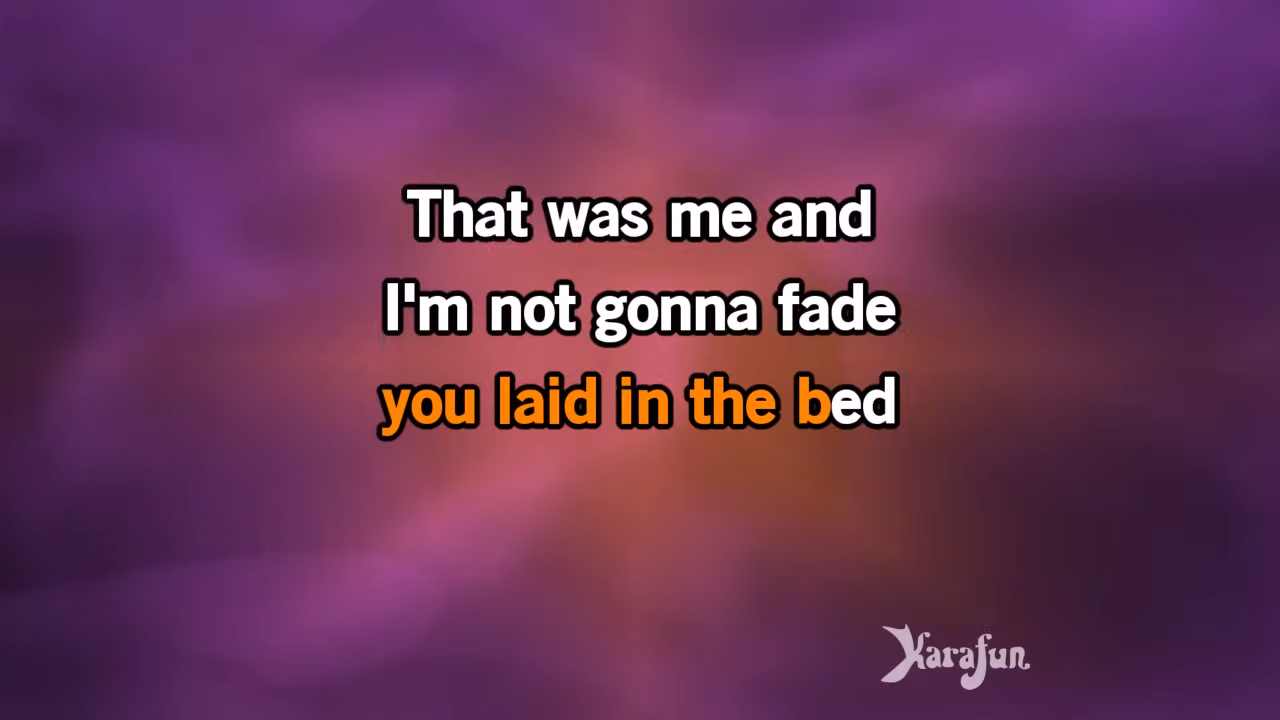 That was me and
I'm not gonna fade
you laid in the bed
Karafun